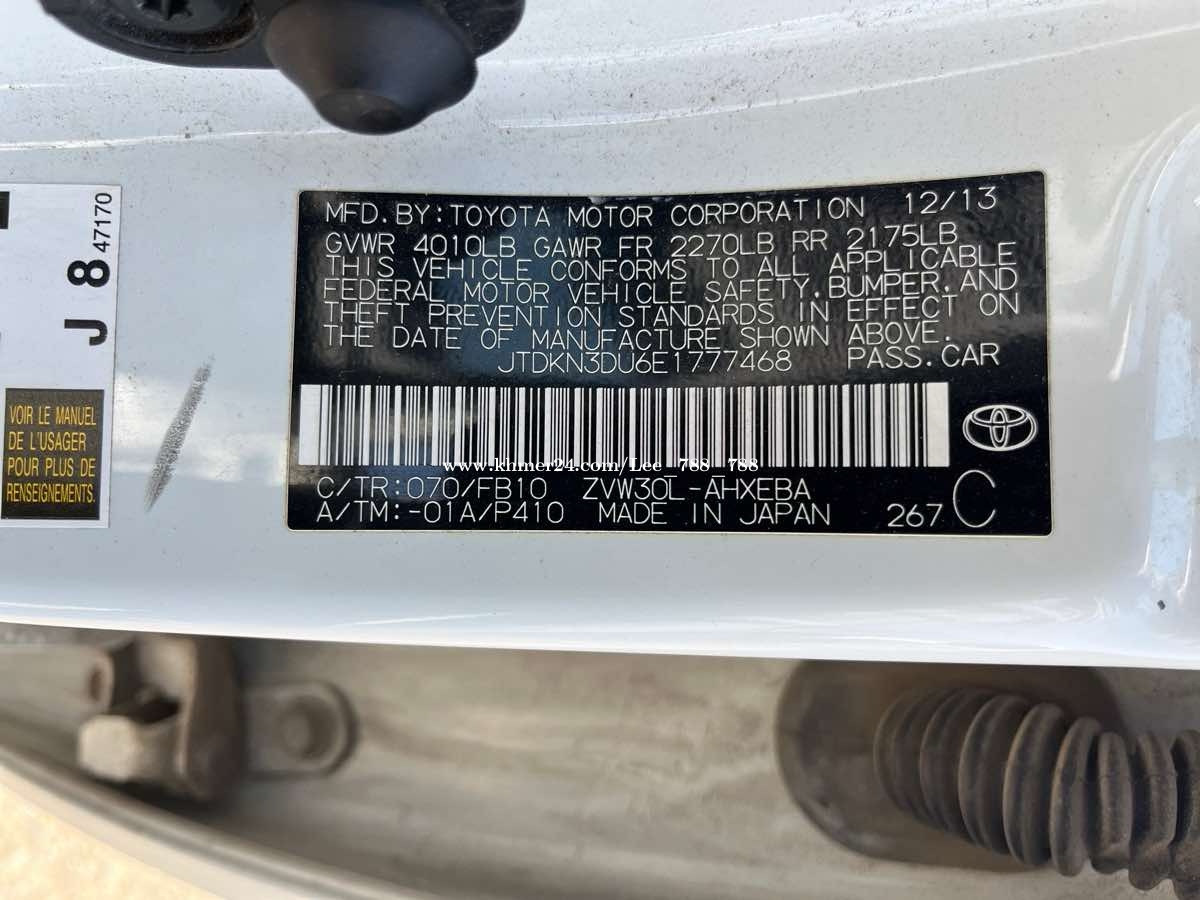 J 8 47170
VOIR LE MANUEL
DE L'USAGER
POUR PLUS DE
RENSEIGNEMENTS.
MFD. BY: TOYOTA MOTOR CORPORATION 12/13
GVWR 4010LB GAWR FR 2270LB RR 2175LB
THIS VEHICLE CONFORMS TO ALL APPLICABLE
FEDERAL MOTOR VEHICLE SAFETY, BUMPER, AND
THEFT PREVENTION STANDARDS IN EFFECT ON
THE DATE OF MANUFACTURE SHOWN ABOVE.
JTDKN3DU6E1777468 PASS. CAR
www.khmer24.com/Lee_788_788
C/TR: 070/FB10 ZVW30L-AHXEBA
A/TM: -01A/P410 MADE IN JAPAN 267 C